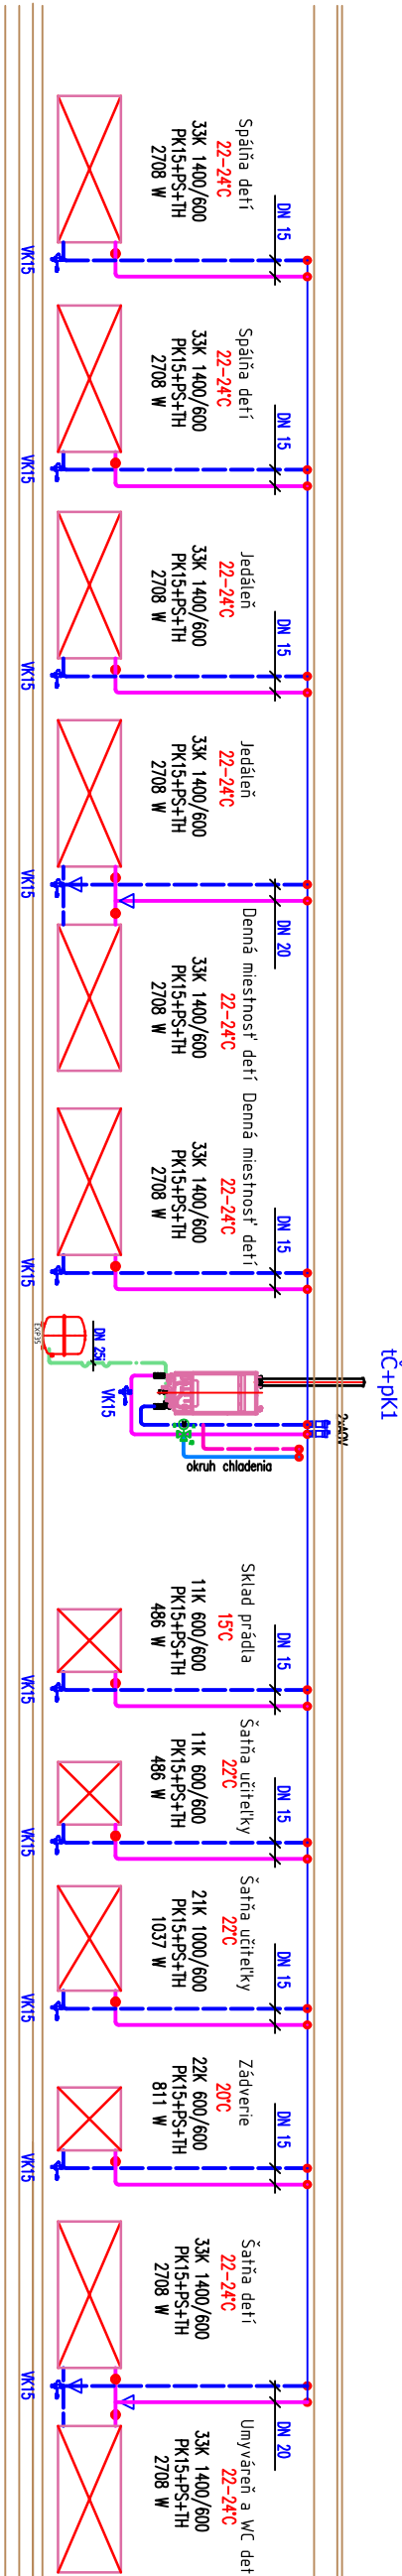 Spálňa detí
22-24°C
33K 1400/600
PK15+PS+TH
2708 W
DN 15
VK15
Spálňa detí
22-24°C
33K 1400/600
PK15+PS+TH
2708 W
DN 15
VK15
Jedáleň
22-24°C
33K 1400/600
PK15+PS+TH
2708 W
DN 15
VK15
Jedáleň
22-24°C
33K 1400/600
PK15+PS+TH
2708 W
DN 20
VK15
Denná miestnosť detí
22-24°C
33K 1400/600
PK15+PS+TH
2708 W
Denná miestnosť detí
22-24°C
33K 1400/600
PK15+PS+TH
2708 W
DN 15
VK15
EXP35
DN 25
VK15
tČ+pK1
2xAOV
okruh chladenia
Sklad prádla
15°C
11K 600/600
PK15+PS+TH
486 W
DN 15
VK15
Šatňa učiteľky
22°C
11K 600/600
PK15+PS+TH
486 W
DN 15
VK15
Šatňa učiteľky
22°C
21K 1000/600
PK15+PS+TH
1037 W
DN 15
VK15
Zádverie
20°C
22K 600/600
PK15+PS+TH
811 W
DN 15
VK15
Šatňa detí
22-24°C
33K 1400/600
PK15+PS+TH
2708 W
DN 20
VK15
Umyváreň a WC det
22-24°C
33K 1400/600
PK15+PS+TH
2708 W